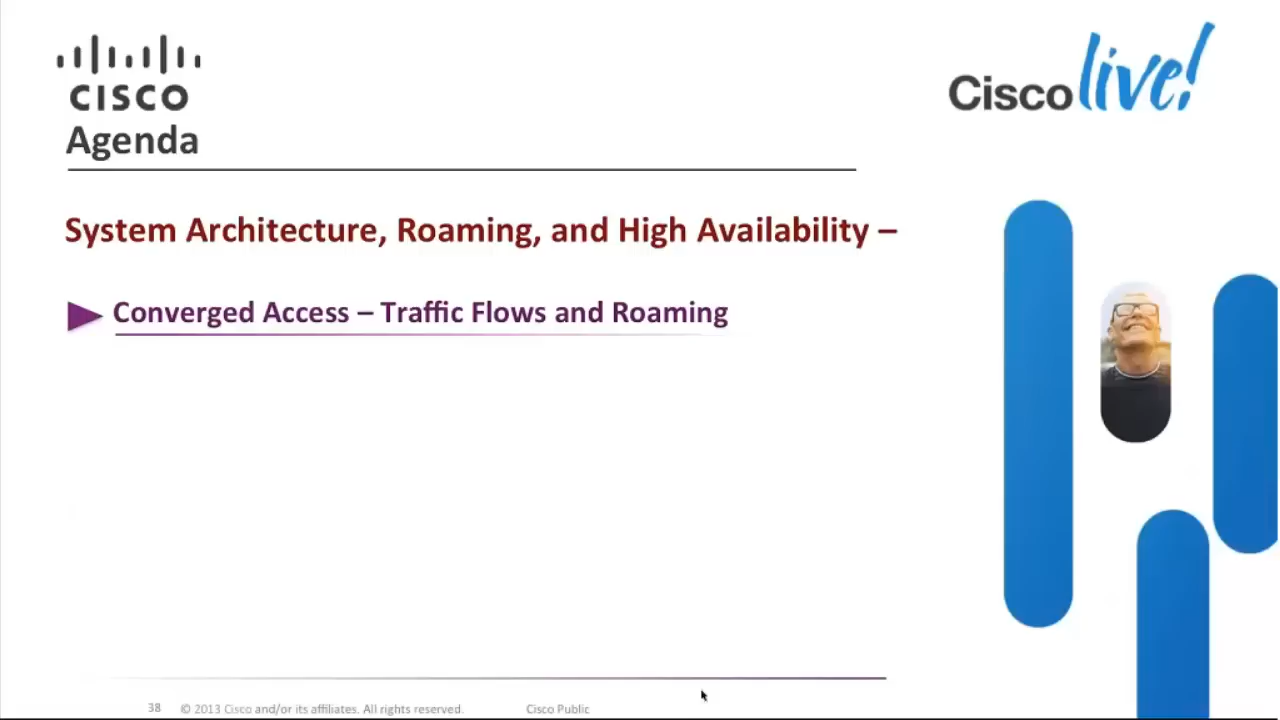 CISCO
Cisco live!
Agenda
System Architecture, Roaming, and High Availability –
Converged Access – Traffic Flows and Roaming
38 © 2013 Cisco and/or its affiliates. All rights reserved. Cisco Public